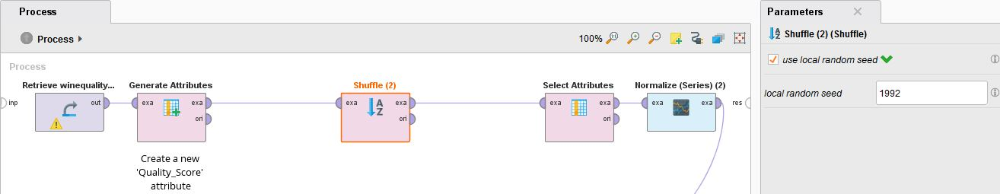 Process
Process
100%
Process
Retrieve winequality...
Generate Attributes
Shuffle (2)
Select Attributes
Normalize (Series) (2)
inp
out
exa
exa
ori
exa
A
Z
exa
ori
exa
exa
ori
exa
exa
res
Create a new
'Quality_Score'
attribute
Parameters
A
Z
Shuffle (2) (Shuffle)
use local random seed
local random seed
1992